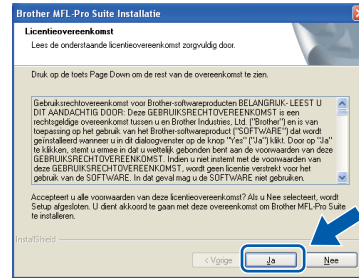 Brother MFL-Pro Suite Installatie
Licentieovereenkomst
Lees de onderstaande licentieovereenkomst zorgvuldig door.
Druk op de toets Page Down om de rest van de overeenkomst te zien.
Gebruiksrechtovereenkomst voor Brother-softwareproducten BELANGRIJK- LEEST U
DIT AANDACHTIG DOOR: Deze GEBRUIKSRECHTOVEREENKOMST is een
rechtsgeldige overeenkomst tussen u en Brother Industries, Ltd. ("Brother") en is van
toepassing op het gebruik van het Brother-softwareproduct ("SOFTWARE") dat wordt
geïnstalleerd wanneer u in dit dialoogvenster op de knop "Yes" ("Ja") klikt. Door op "Ja"
te klikken, stemt u ermee in dat u wettelijk gebonden bent aan de voorwaarden van deze
GEBRUIKSRECHTOVEREENKOMST. Indien u niet instemt met de voorwaarden van
deze GEBRUIKSRECHTOVEREENKOMST, wordt geen licentie verstrekt voor het
gebruik van de SOFTWARE. In dat geval mag u de SOFTWARE niet gebruiken.
Accepteert u alle voorwaarden van deze licentieovereenkomst? Als u Nee selecteert, wordt
Setup afgesloten. U dient akkoord te gaan met deze overeenkomst om Brother MFL-Pro Suite
te installeren.
InstallShield
< Vorige
Ja
Nee